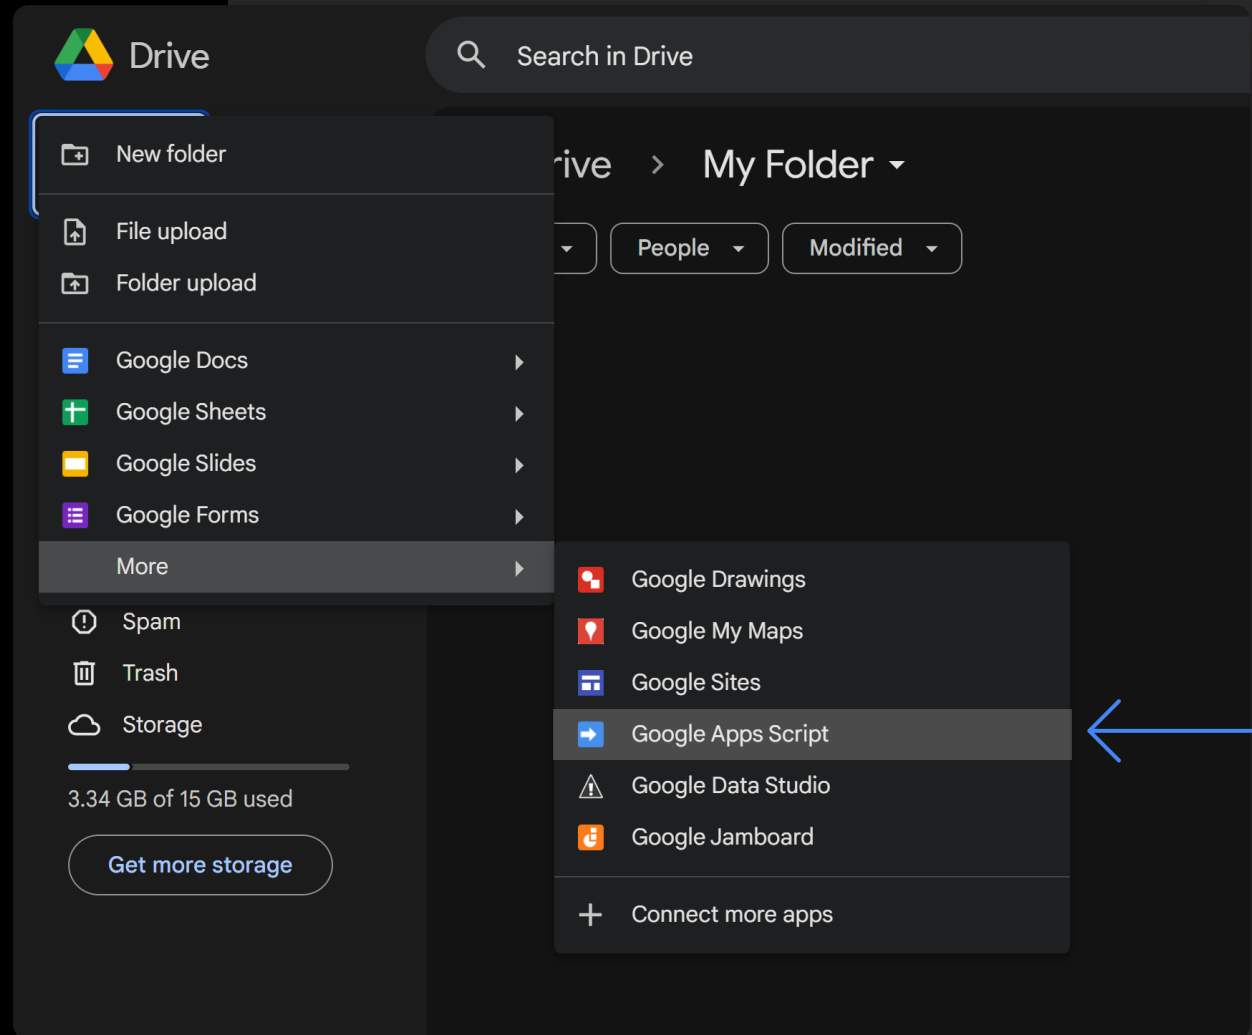 Drive
Search in Drive
New folder
rive > My Folder
File upload
People
Modified
Folder upload
Google Docs
Google Sheets
Google Slides
Google Forms
More
Google Drawings
Spam
Google My Maps
Trash
Google Sites
Storage
Google Apps Script
3.34 GB of 15 GB used
Google Data Studio
Get more storage
Google Jamboard
Connect more apps